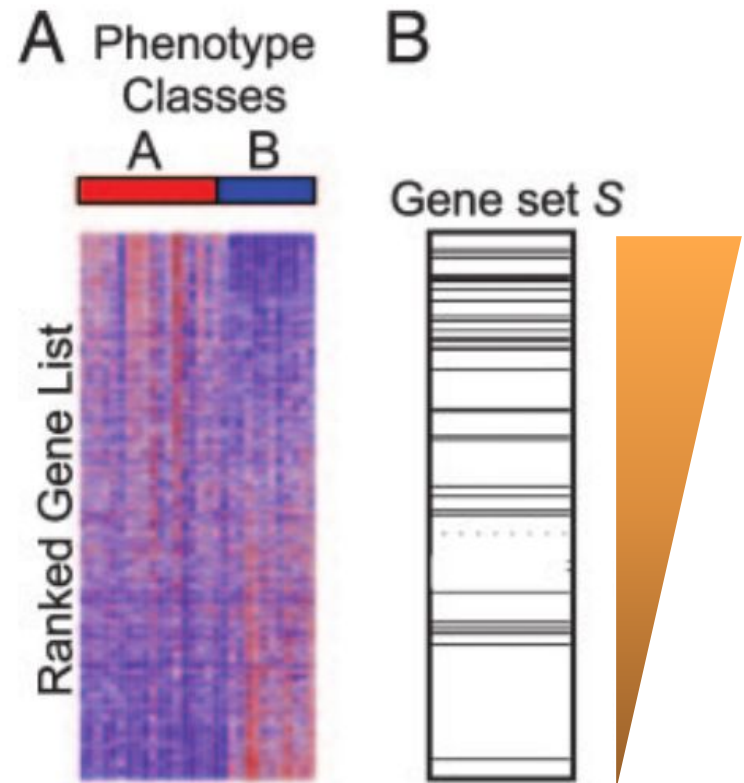 A
Phenotype
Classes
A B
Ranked Gene List
B
Gene set S